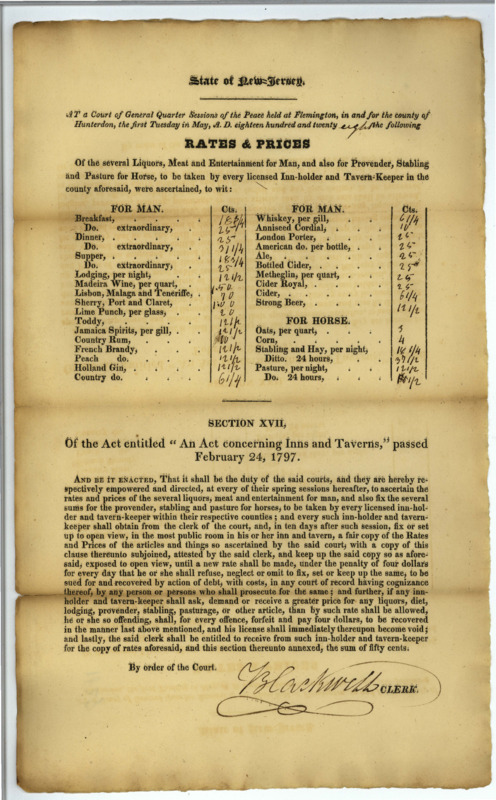 State of New-Jersey.
AT a Court of General Quarter Sessions of the Peace held at Flemington, in and for the county of
Hunterdon, the first Tuesday in May, A. D. eighteen hundred and twenty eight the following
RATES & PRICES
Of the several Liquors, Meat and Entertainment for Man, and also for Provender, Stabling
and Pasture for Horse, to be taken by every licensed Inn-holder and Tavern-Keeper in the
county aforesaid, were ascertained, to wit:
FOR MAN. Cts.
Breakfast, 18 3/4
Do. extraordinary, 25
Dinner, 25
Do. extraordinary, 31 1/4
Supper, 18 3/4
Do. extraordinary, 25
Lodging, per night, 12 1/2
Madeira Wine, per quart, 1.50
Lisbon, Malaga and Teneriffe,
Sherry, Port and Claret,
Lime Punch, per glass, 20
Toddy, 12 1/2
Jamaica Spirits, per gill, 12 1/2
Country Rum,
French Brandy, 12 1/2
Peach do. 12 1/2
Holland Gin, 12 1/2
Country do. 6 1/4
FOR MAN. Cts.
Whiskey, per gill, 6 1/4
Anniseed Cordial, 10
London Porter, 25
American do. per bottle, 25
Ale, 25
Bottled Cider, 25
Metheglin, per quart, 25
Cider Royal, 25
Cider, 6 1/4
Strong Beer, 12 1/2
FOR HORSE.
Oats, per quart, 3
Corn, 4
Stabling and Hay, per night,
Ditto. 24 hours, 37 1/2
Pasture, per night, 12 1/2
Do. 24 hours,
SECTION XVII,
Of the Act entitled "An Act concerning Inns and Taverns," passed
February 24, 1797.
AND BE IT ENACTED, That it shall be the duty of the said courts, and they are hereby re-
spectively empowered and directed, at every of their spring sessions hereafter, to ascertain the
rates and prices of the several liquors, meat and entertainment for man, and also fix the several
sums for the provender, stabling and pasture for horses, to be taken by every licensed inn-hol-
der and tavern-keeper within their respective counties; and every such inn-holder and tavern-
keeper shall obtain from the clerk of the court, and, in ten days after such session, fix or set
up to open view, in the most public room in his or her inn and tavern, a fair copy of the Rates
and Prices of the articles and things so ascertained by the said court; with a copy of this
clause thereunto subjoined, attested by the said clerk, and keep up the said copy so as afore-
said, exposed to open view, until a new rate shall be made, under the penalty of four dollars
for every day that he or she shall refuse, neglect or omit to fix, set or keep up the same, to be
sued for and recovered by action of debt, with costs, in any court of record having cognizance
thereof, by any person or persons who shall prosecute for the same; and further, if any inn-
holder and tavern-keeper shall ask, demand or receive a greater price for any liquors, diet,
lodging, provender, stabling, pasturage, or other article, than by such rate shall be allowed,
he or she so offending, shall, for every offence, forfeit and pay four dollars, to be recovered
in the manner last above mentioned, and his license shall immediately thereupon become void;
and lastly, the said clerk shall be entitled to receive from such inn-holder and tavern-keeper
for the copy of rates aforesaid, and this section thereunto annexed, the sum of fifty cents.
By order of the Court.
Blackwell CLERK.